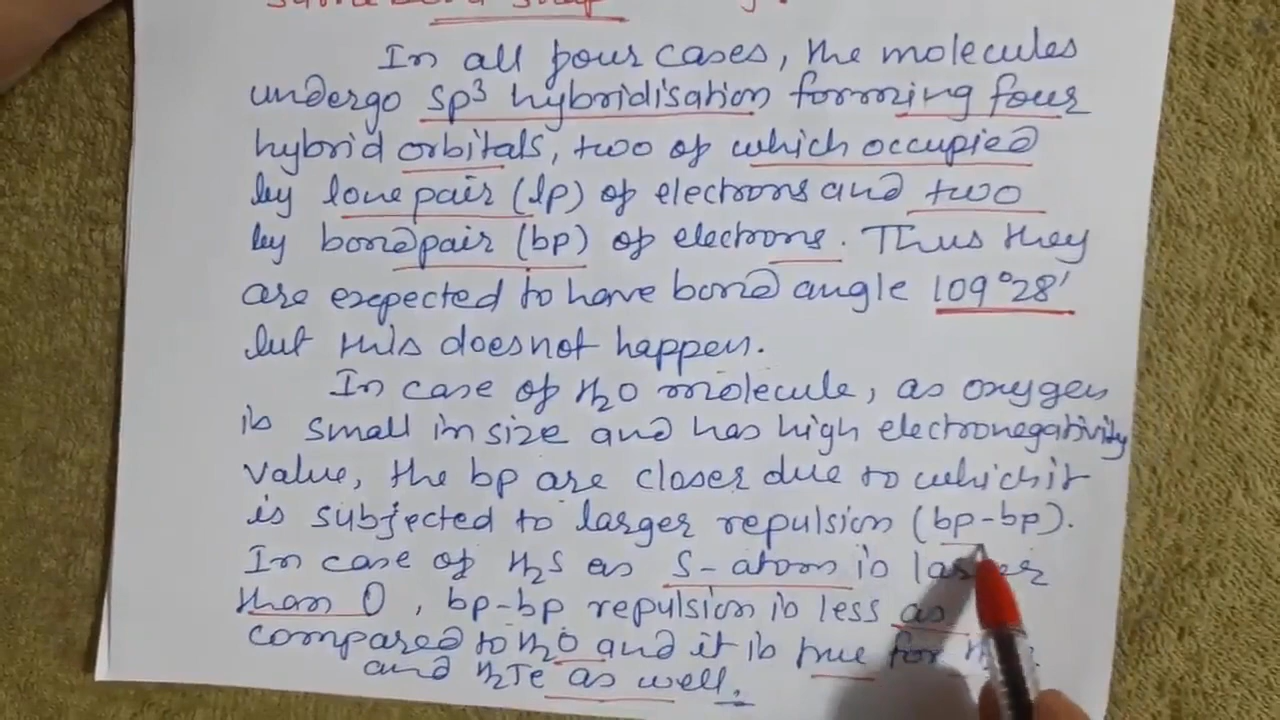 In all four cases, the molecules
undergo sp³ hybridisation forming four
hybrid orbitals, two of which occupied
by lone pair (lp) of electrons and two
by bond pair (bp) of electrons. Thus they
are expected to have bond angle 109°28'
but this does not happen.
In case of H₂O molecule, as oxygen
is small in size and has high electronegativity
value, the bp are closer due to which it
is subjected to larger repulsion (bp-bp).
In case of H₂S as S-atom is larger
than O, bp-bp repulsion is less as
compared to H₂O and it is true for
and H₂Te as well.